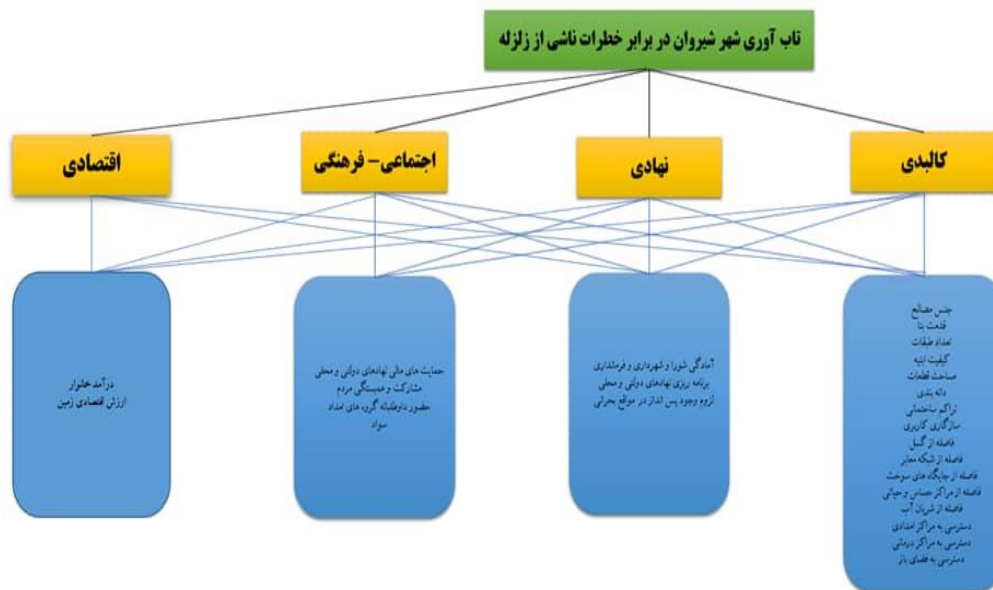 تاب آوری شهر شیروان در برابر خطرات ناشی از زلزله
کالبدی
نهادی
اجتماعی- فرهنگی
اقتصادی
جنس مصالح
قدمت بنا
تعداد طبقات
کیفیت ابنیه
مساحت قطعات
دانه بندی
تراکم ساختمانی
سازگاری کاربری
فاصله از گسل
فاصله از شبکه معابر
فاصله از جایگاه های سوخت
فاصله از مراکز حساس و حیاتی
فاصله از شریان آب
دسترسی به مراکز امدادی
دسترسی به مراکز درمانی
دسترسی به فضای باز
آمادگی شورا و شهرداری و فرمانداری
برنامه ریزی نهادهای دولتی و محلی
لزوم وجود پس انداز در مواقع بحرانی
حمایت های مالی نهادهای دولتی و محلی
مشارکت و همبستگی مردم
حضور داوطلبانه گروه های امداد
سواد
درآمد خانوار
ارزش اقتصادی زمین